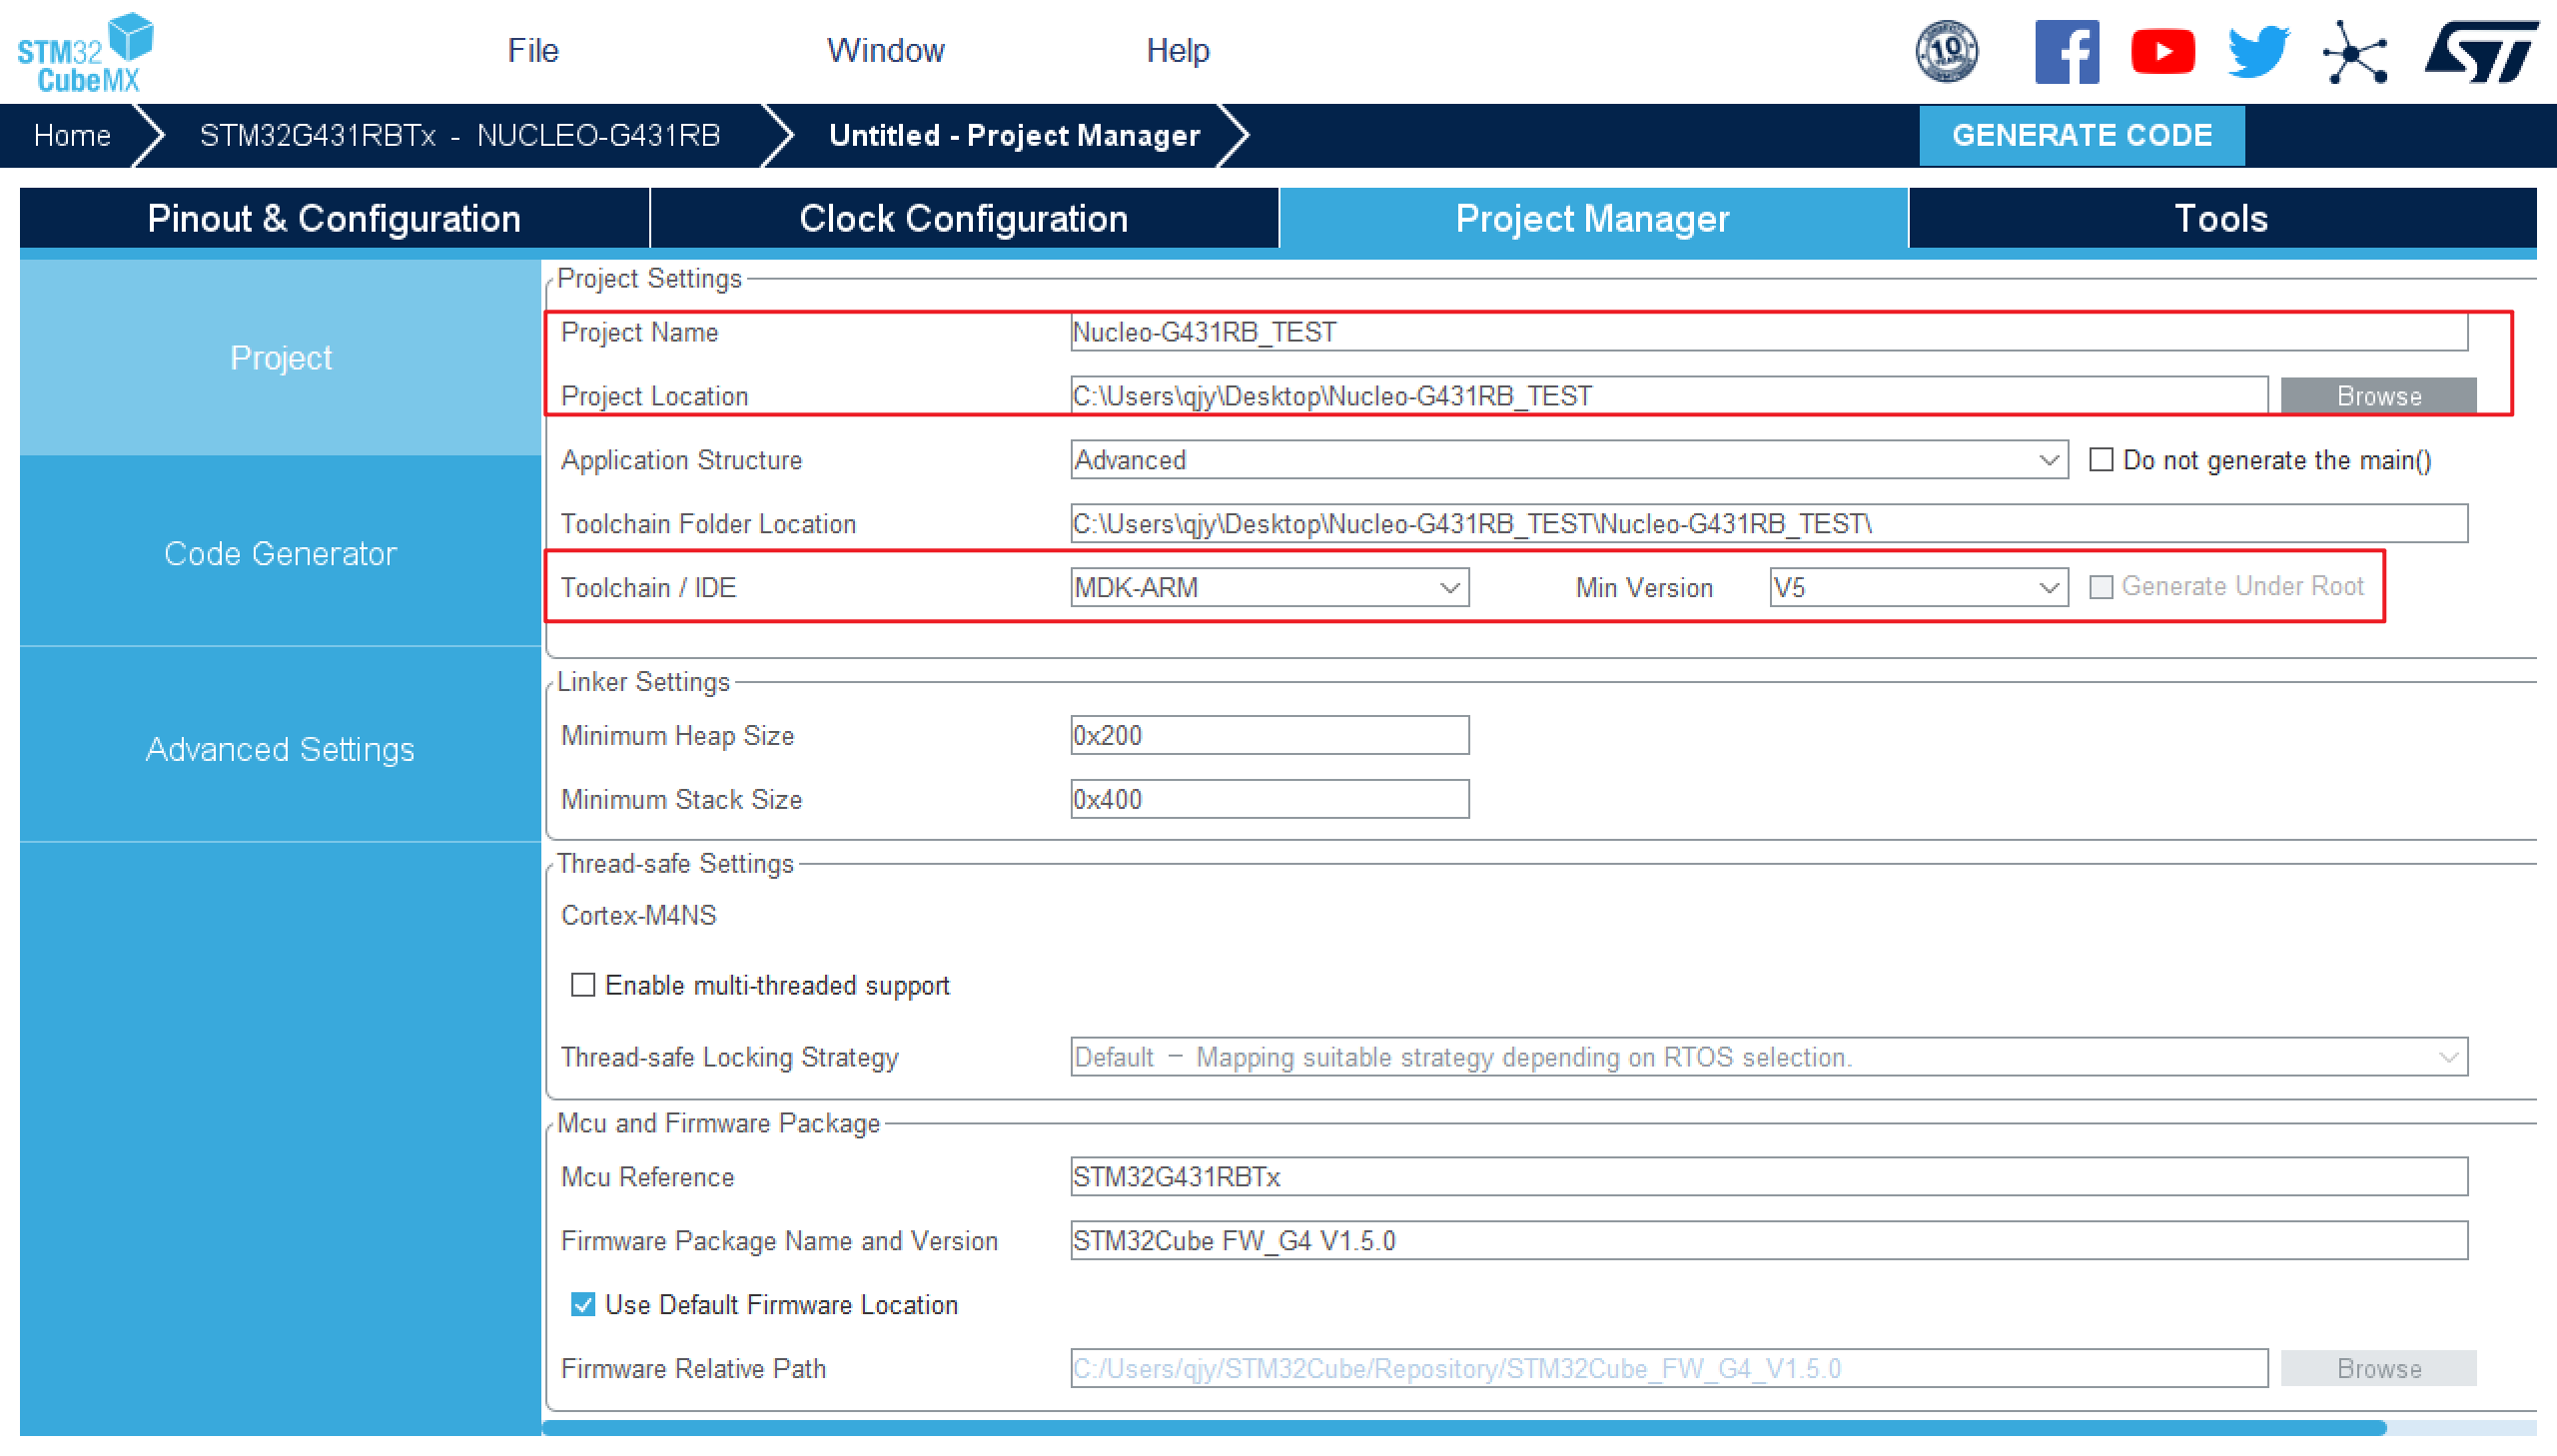 STM32
CubeMX
File Window Help
10
YEARS
Home STM32G431RBTx - NUCLEO-G431RB Untitled - Project Manager GENERATE CODE
Pinout & Configuration Clock Configuration Project Manager Tools
Project
Code Generator
Advanced Settings
Project Settings
Project Name Nucleo-G431RB_TEST
Project Location C:\Users\qjy\Desktop\Nucleo-G431RB_TEST Browse
Application Structure Advanced Do not generate the main()
Toolchain Folder Location C:\Users\qjy\Desktop\Nucleo-G431RB_TEST\Nucleo-G431RB_TEST\
Toolchain / IDE MDK-ARM Min Version V5 Generate Under Root
Linker Settings
Minimum Heap Size 0x200
Minimum Stack Size 0x400
Thread-safe Settings
Cortex-M4NS
Enable multi-threaded support
Thread-safe Locking Strategy Default – Mapping suitable strategy depending on RTOS selection.
Mcu and Firmware Package
Mcu Reference STM32G431RBTx
Firmware Package Name and Version STM32Cube FW_G4 V1.5.0
Use Default Firmware Location
Firmware Relative Path C:/Users/qjy/STM32Cube/Repository/STM32Cube_FW_G4_V1.5.0 Browse